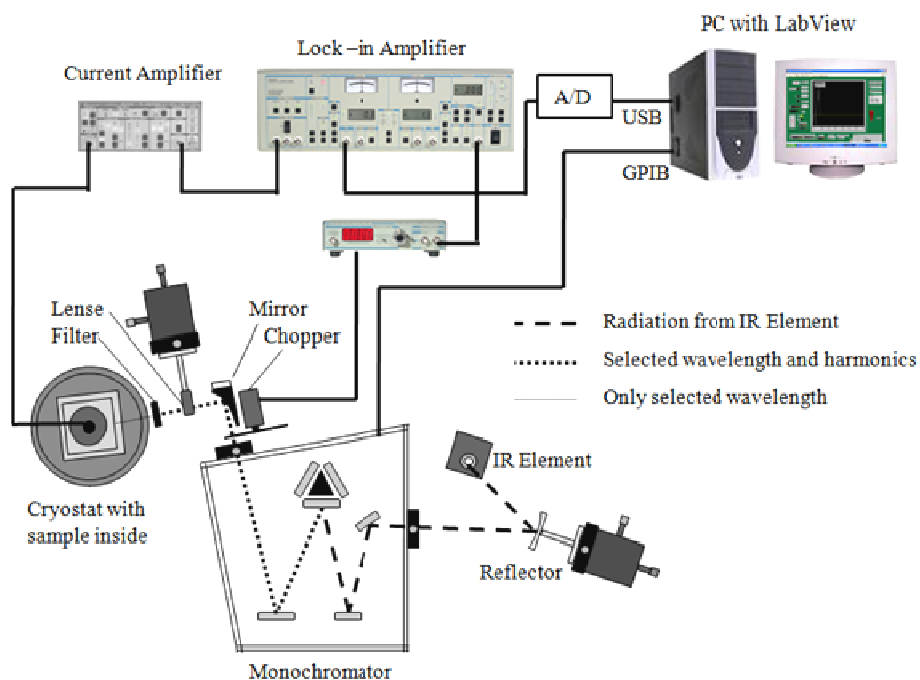 PC with LabView
Lock –in Amplifier
Current Amplifier
A/D
USB
GPIB
Lense
Filter
Mirror
Chopper
Radiation from IR Element
Selected wavelength and harmonics
Only selected wavelength
IR Element
Cryostat with
sample inside
Reflector
Monochromator